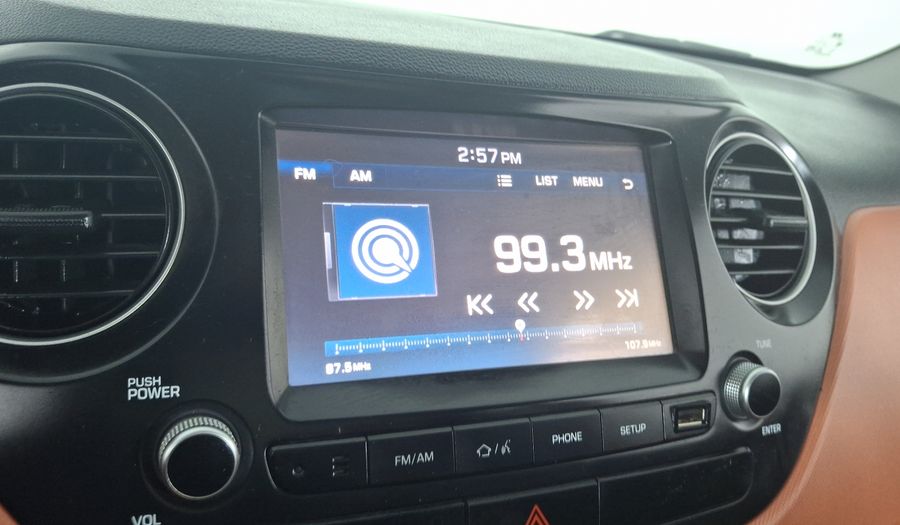 2:57 PM
FM AM LIST MENU
99.3 MHz
87.5 MHz 107.9 MHz
PUSH
POWER
VOL
FM/AM
PHONE
SETUP
TUNE
ENTER